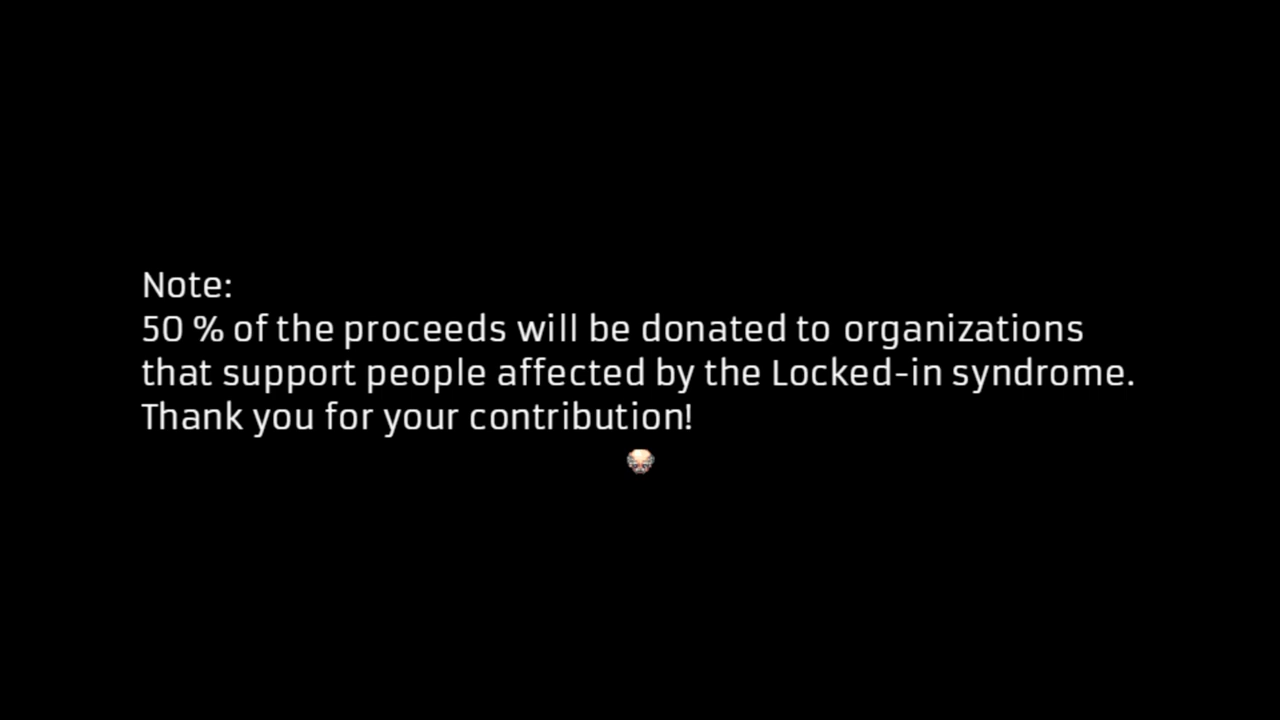 Note:
50 % of the proceeds will be donated to organizations
that support people affected by the Locked-in syndrome.
Thank you for your contribution!